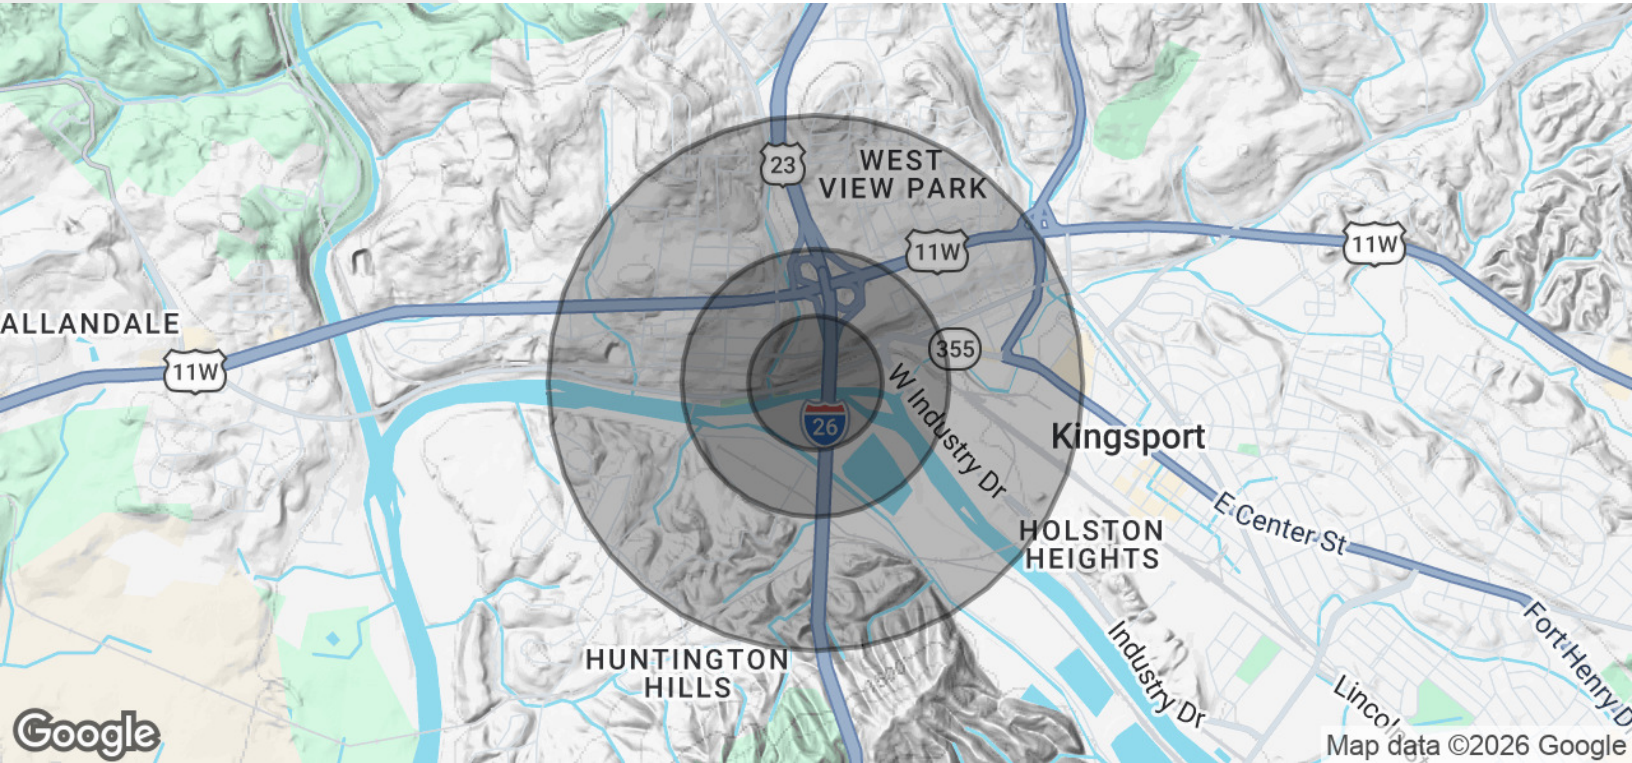 23
WEST
VIEW PARK
11W
11W
ALLANDALE
11W
355
W Industry Dr
26
Kingsport
E Center St
HOLSTON
HEIGHTS
HUNTINGTON
HILLS
Industry Dr
Fort Henry D
Lincoln
Google
Map data ©2026 Google